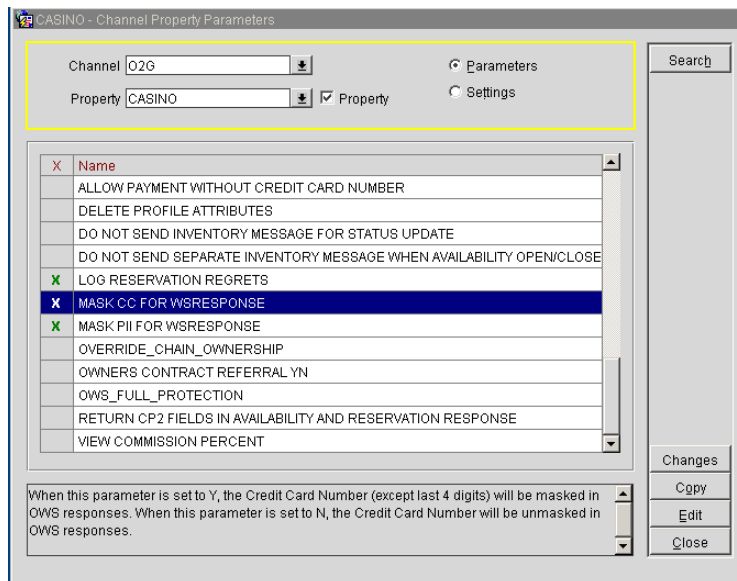 CASINO - Channel Property Parameters
Channel O2G
Parameters
Search
Property CASINO
X Property
Settings
X Name
ALLOW PAYMENT WITHOUT CREDIT CARD NUMBER
DELETE PROFILE ATTRIBUTES
DO NOT SEND INVENTORY MESSAGE FOR STATUS UPDATE
DO NOT SEND SEPARATE INVENTORY MESSAGE WHEN AVAILABILITY OPEN/CLOSE
X LOG RESERVATION REGRETS
X MASK CC FOR WSRESPONSE
X MASK PII FOR WSRESPONSE
OVERRIDE_CHAIN_OWNERSHIP
OWNERS CONTRACT REFERRAL YN
OWS_FULL_PROTECTION
RETURN CP2 FIELDS IN AVAILABILITY AND RESERVATION RESPONSE
VIEW COMMISSION PERCENT
Changes
Copy
Edit
Close
When this parameter is set to Y, the Credit Card Number (except last 4 digits) will be masked in
OWS responses. When this parameter is set to N, the Credit Card Number will be unmasked in
OWS responses.